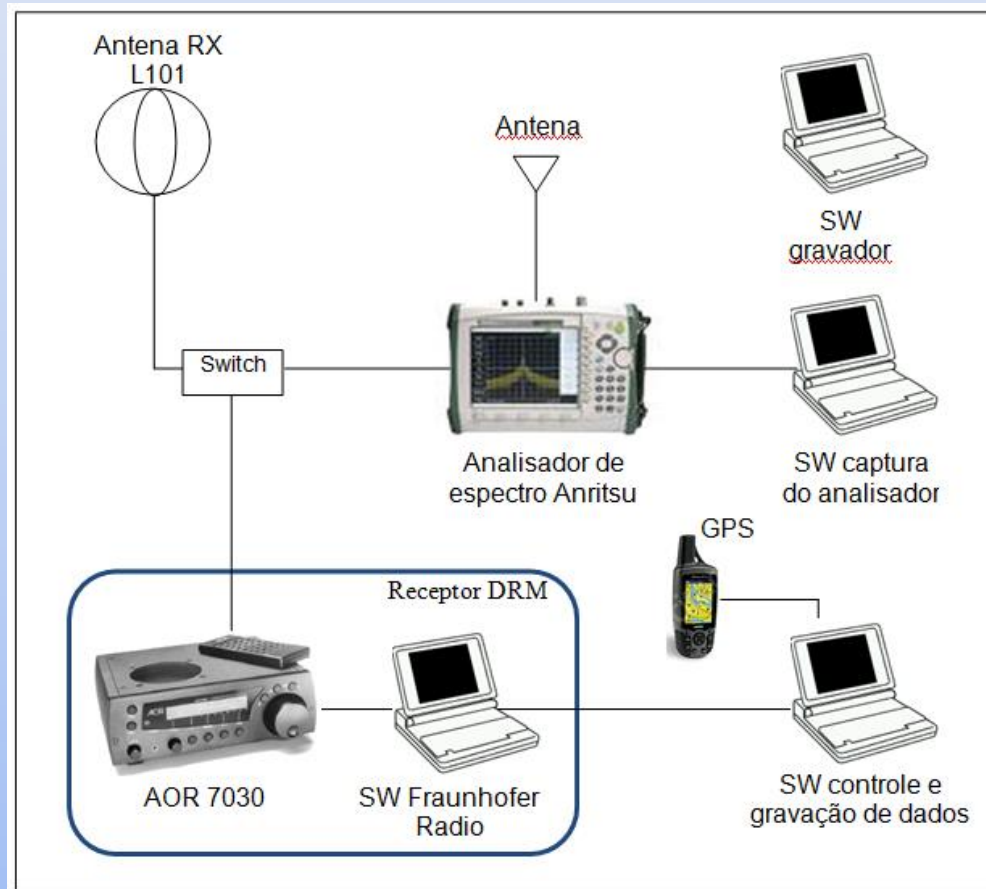 Antena RX
L101
Antena
SW
gravador
Switch
Analisador de
espectro Anritsu
SW captura
do analisador
GPS
Receptor DRM
AOR 7030
SW Fraunhofer
Radio
SW controle e
gravação de dados